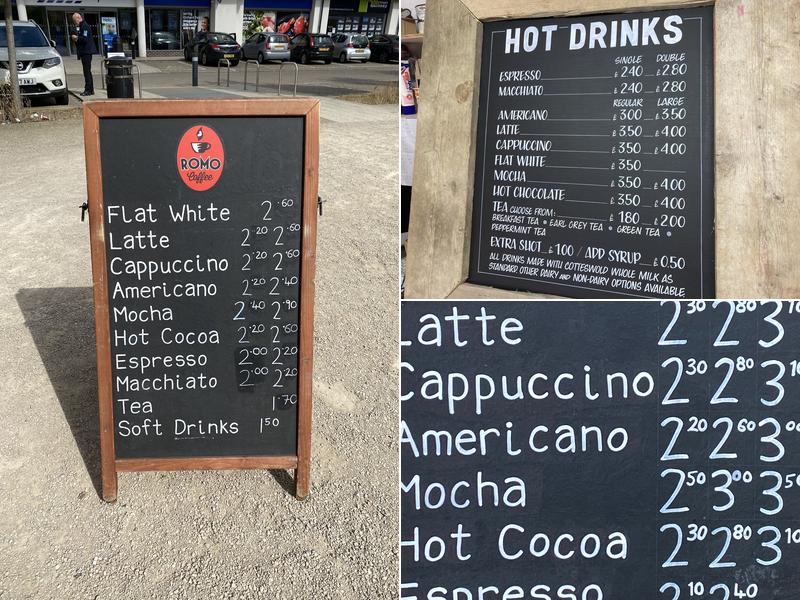 ROMO
Coffee
Flat White 2.60
Latte 2.20 2.60
Cappuccino 2.20 2.60
Americano 2.20 2.40
Mocha 2.40 2.90
Hot Cocoa 2.20 2.60
Espresso 2.00 2.20
Macchiato 2.00 2.20
Tea 1.70
Soft Drinks 150
HOT DRINKS
SINGLE DOUBLE
ESPRESSO £ 2.40 £ 2.80
MACCHIATO £ 2.40 £ 2.80
REGULAR LARGE
AMERICANO £ 3.00 £ 3.50
LATTE £ 3.50 £ 4.00
CAPPUCCINO £ 3.50 £ 4.00
FLAT WHITE £ 3.50
MOCHA £ 3.50 £ 4.00
HOT CHOCOLATE £ 3.50 £ 4.00
TEA CHOOSE FROM: £ 1.80 £ 2.00
BREAKFAST TEA • EARL GREY TEA • GREEN TEA •
PEPPERMINT TEA
EXTRA SHOT £ 1.00 / ADD SYRUP £ 0.50
ALL DRINKS MADE WITH COTTESWOLD WHOLE MILK AS
STANDARD OTHER DAIRY AND NON-DAIRY OPTIONS AVAILABLE
Latte 2.30 2.80 3.10
Cappuccino 2.30 2.80 3.10
Americano 2.20 2.60 3.00
Mocha 2.50 3.00 3.50
Hot Cocoa 2.30 2.80 3.10
Espresso 2.10 2.40